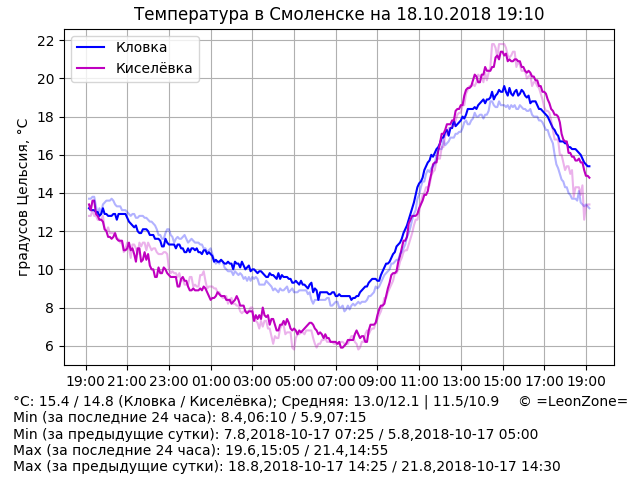 Температура в Смоленске на 18.10.2018 19:10
Кловка
Киселёвка
градусов Цельсия, °C
22
20
18
16
14
12
10
8
6
19:00 21:00 23:00 01:00 03:00 05:00 07:00 09:00 11:00 13:00 15:00 17:00 19:00
°C: 15.4 / 14.8 (Кловка / Киселёвка); Средняя: 13.0/12.1 | 11.5/10.9 © =LeonZone=
Min (за последние 24 часа): 8.4,06:10 / 5.9,07:15
Min (за предыдущие сутки): 7.8,2018-10-17 07:25 / 5.8,2018-10-17 05:00
Max (за последние 24 часа): 19.6,15:05 / 21.4,14:55
Max (за предыдущие сутки): 18.8,2018-10-17 14:25 / 21.8,2018-10-17 14:30